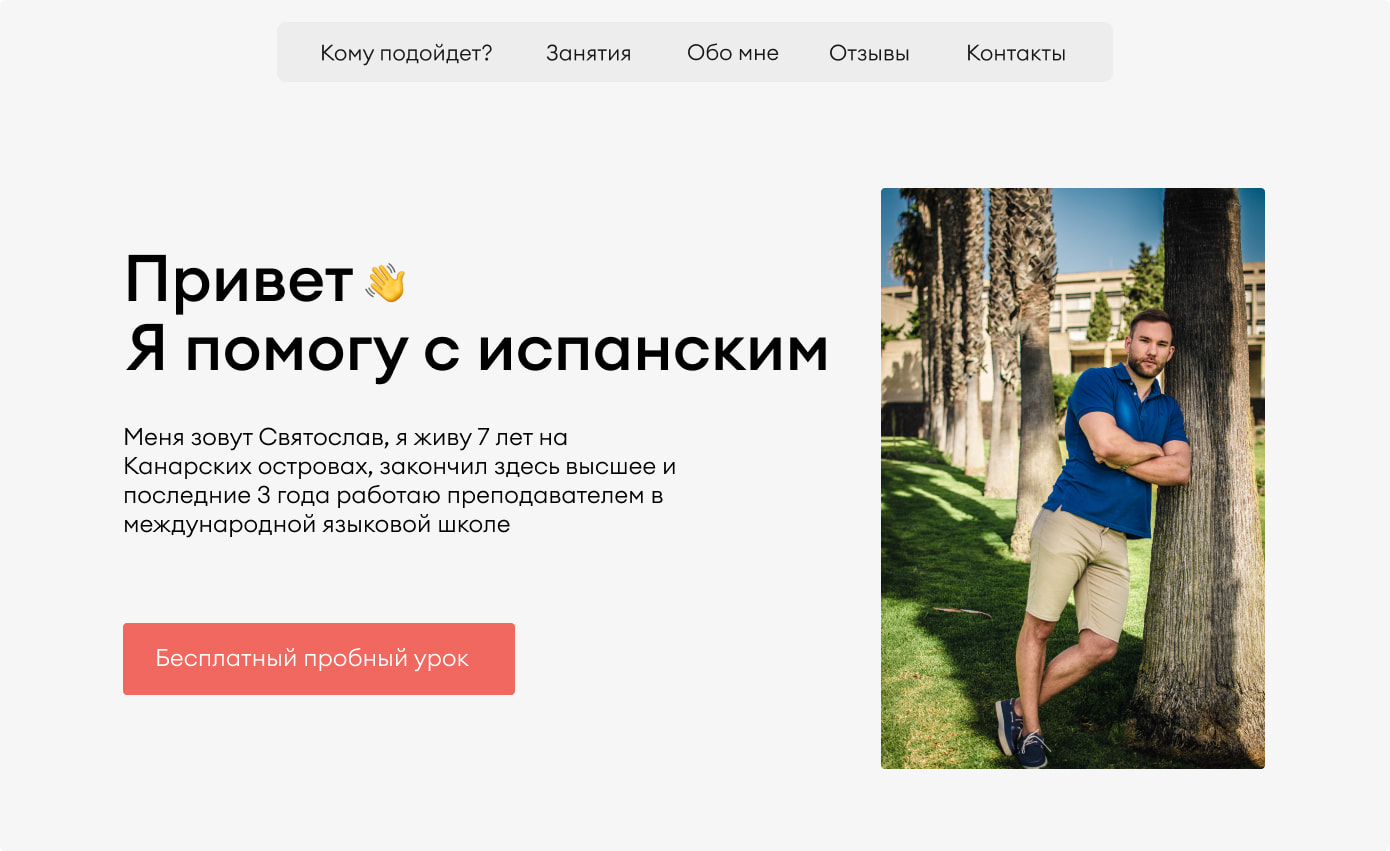 Кому подойдет? Занятия Обо мне Отзывы Контакты
Привет 👋
Я помогу с испанским
Меня зовут Святослав, я живу 7 лет на
Канарских островах, закончил здесь высшее и
последние 3 года работаю преподавателем в
международной языковой школе
Бесплатный пробный урок